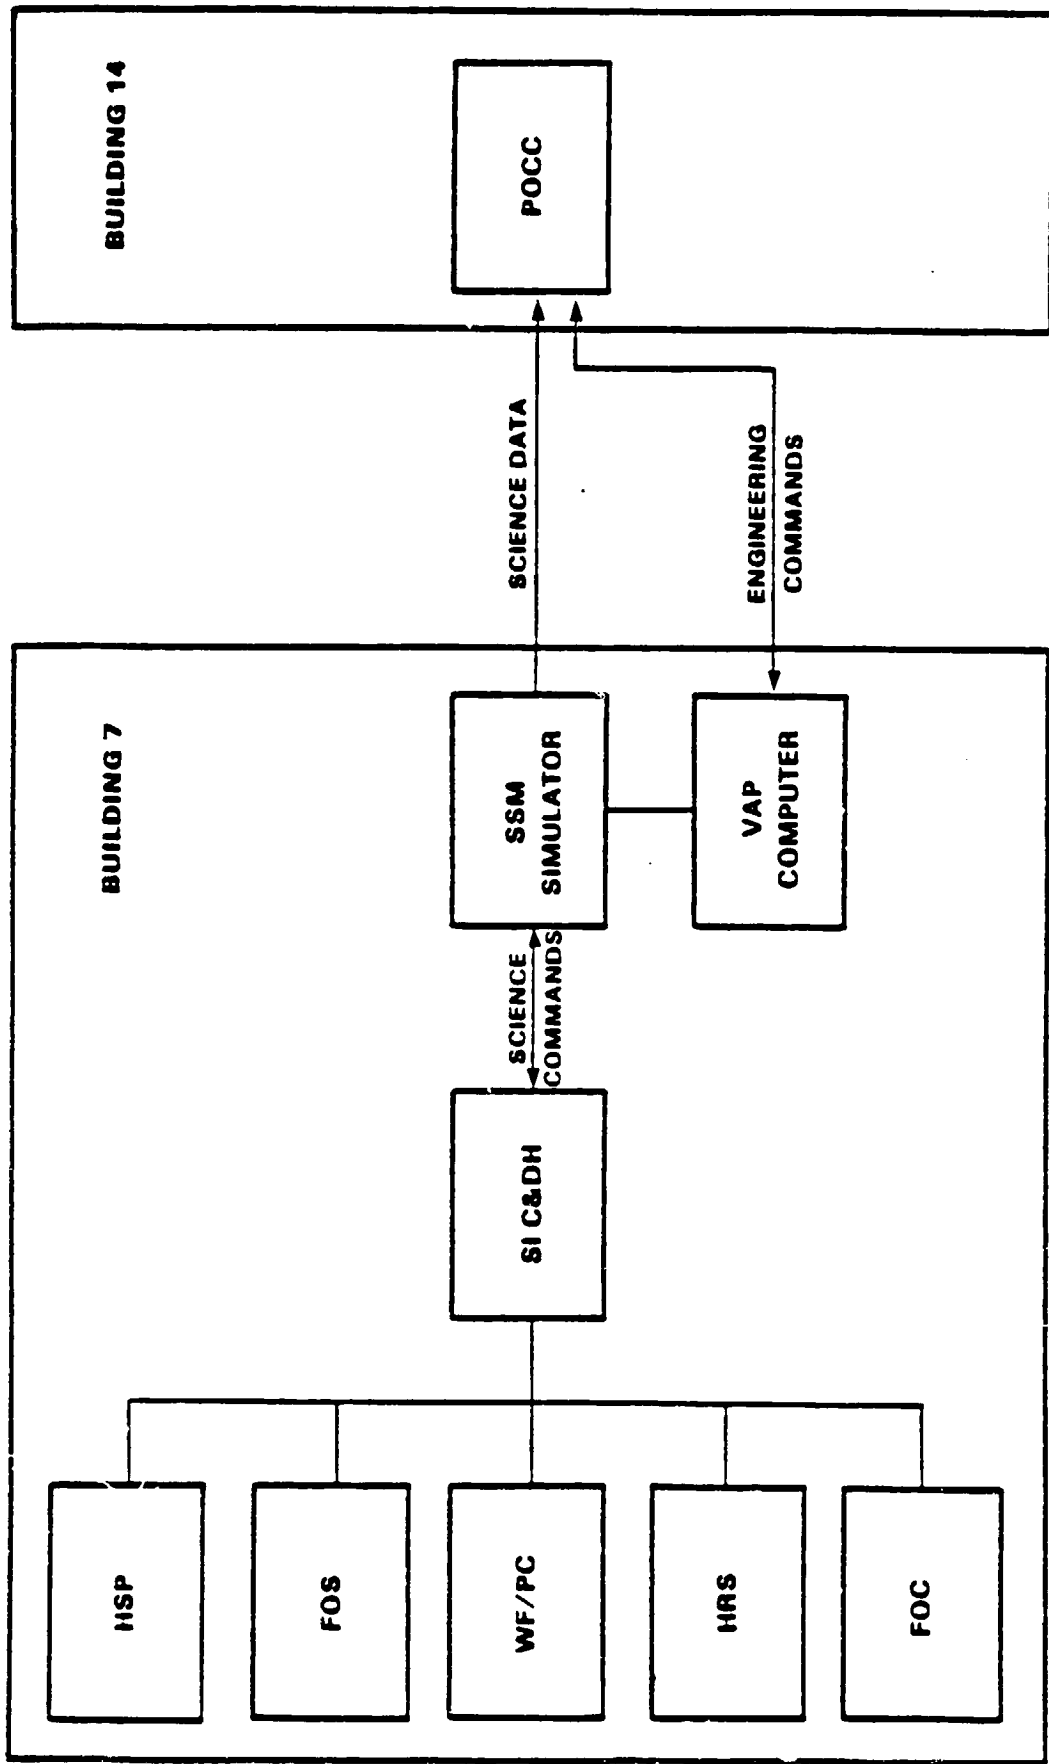 BUILDING 7
BUILDING 14
HSP
FOS
WF/PC
HRS
FOC
SI C&DH
SCIENCE
COMMANDS
SSM
SIMULATOR
VAP
COMPUTER
SCIENCE DATA
ENGINEERING
COMMANDS
POCC